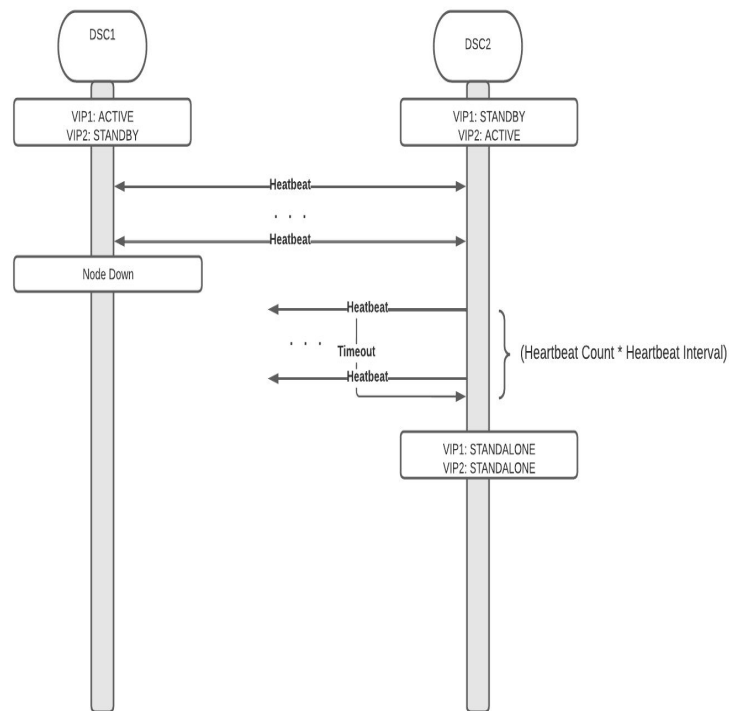 DSC1
DSC2
VIP1: ACTIVE
VIP2: STANDBY
VIP1: STANDBY
VIP2: ACTIVE
Heatbeat
. . .
Heatbeat
Node Down
Heatbeat
. . .
Timeout
(Heartbeat Count * Heartbeat Interval)
Heatbeat
VIP1: STANDALONE
VIP2: STANDALONE